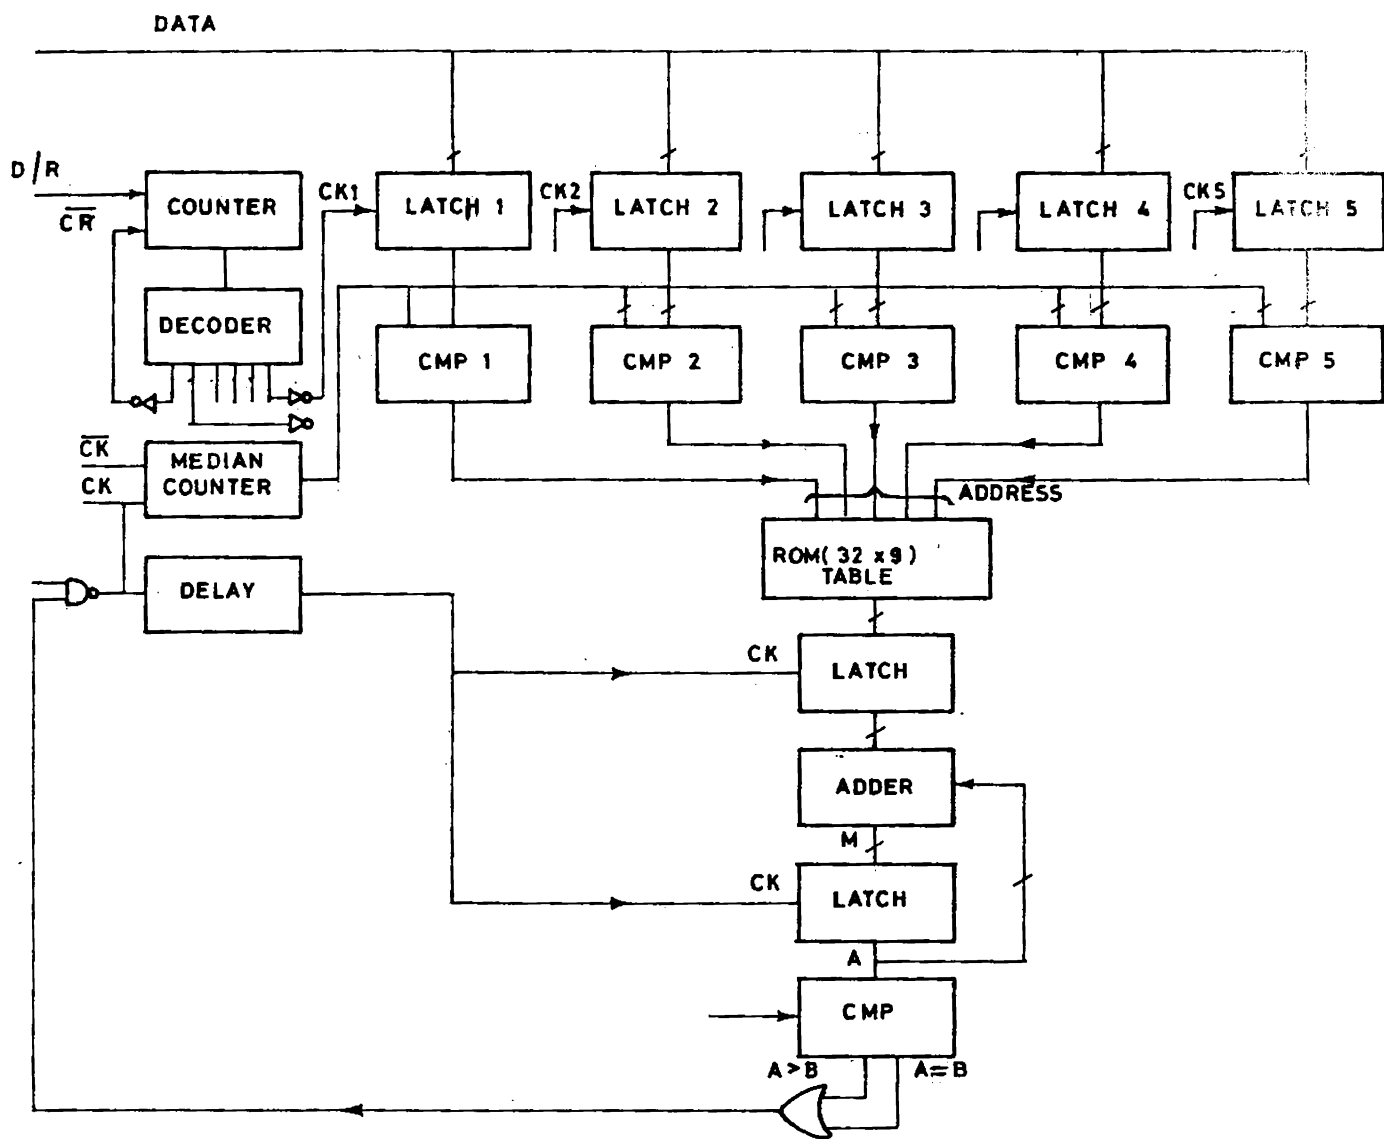 DATA
D/R
CR
COUNTER
CK1
LATCH 1
CK2
LATCH 2
LATCH 3
LATCH 4
CK5
LATCH 5
DECODER
CMP 1
CMP 2
CMP 3
CMP 4
CMP 5
CK
CK
MEDIAN
COUNTER
ADDRESS
ROM( 32 x 9 )
TABLE
DELAY
CK
LATCH
ADDER
M
CK
LATCH
A
CMP
A>B
A=B